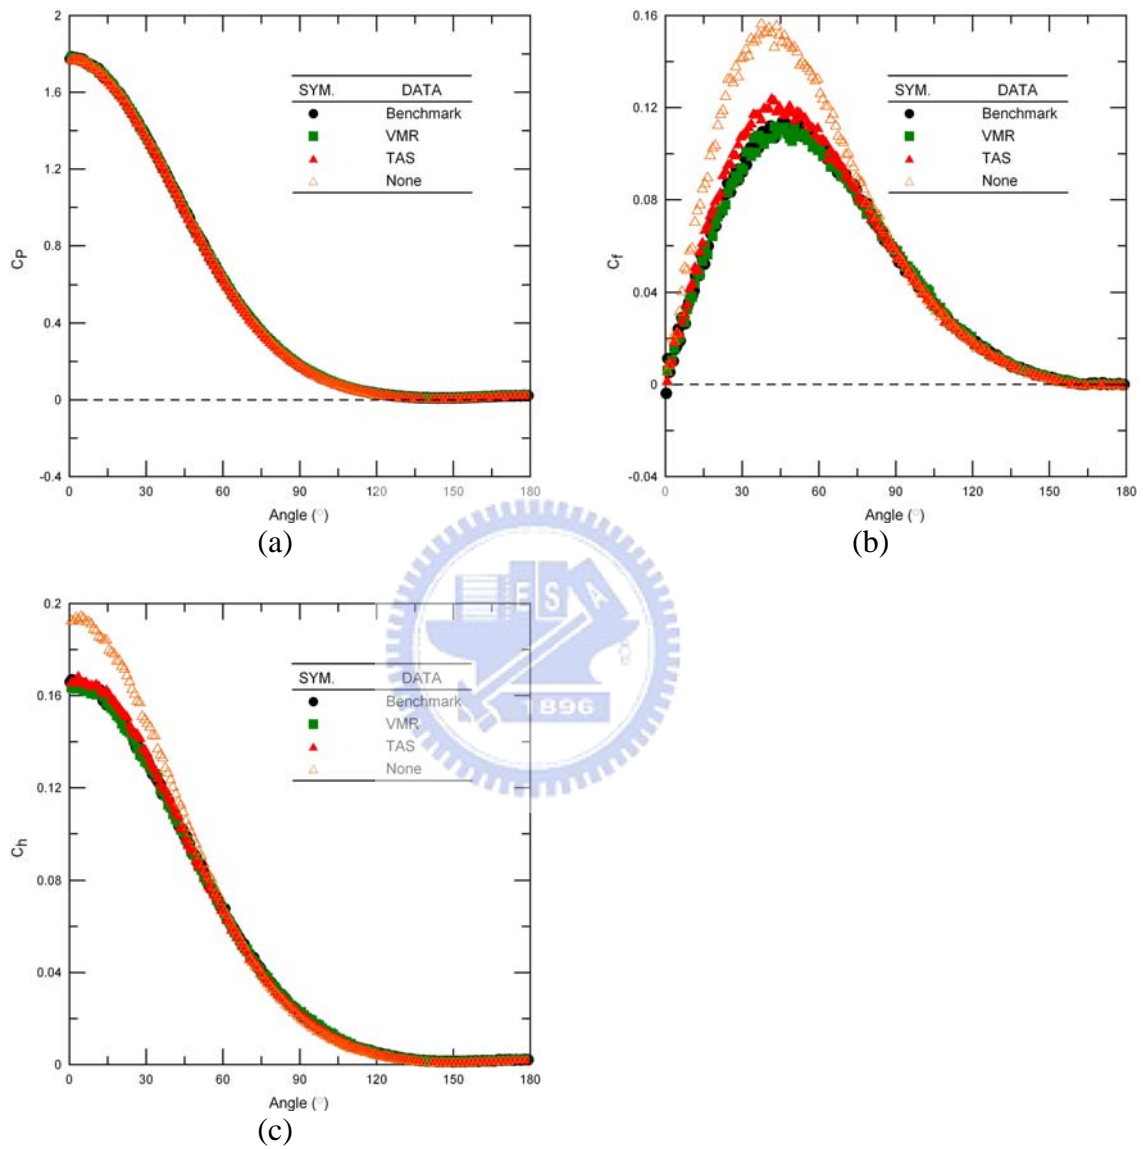 2
1.6
1.2
0.8
0.4
0
-0.4
CP
0 30 60 90 120 150 180
Angle (°)
SYM. DATA
Benchmark
VMR
TAS
None
(a)
0.16
0.12
0.08
0.04
0
-0.04
Cf
0 30 60 90 120 150 180
Angle (°)
SYM. DATA
Benchmark
VMR
TAS
None
(b)
0.2
0.16
0.12
0.08
0.04
0
Ch
0 30 60 90 120 150 180
Angle (°)
SYM. DATA
Benchmark
VMR
TAS
None
(c)
E S A
1896